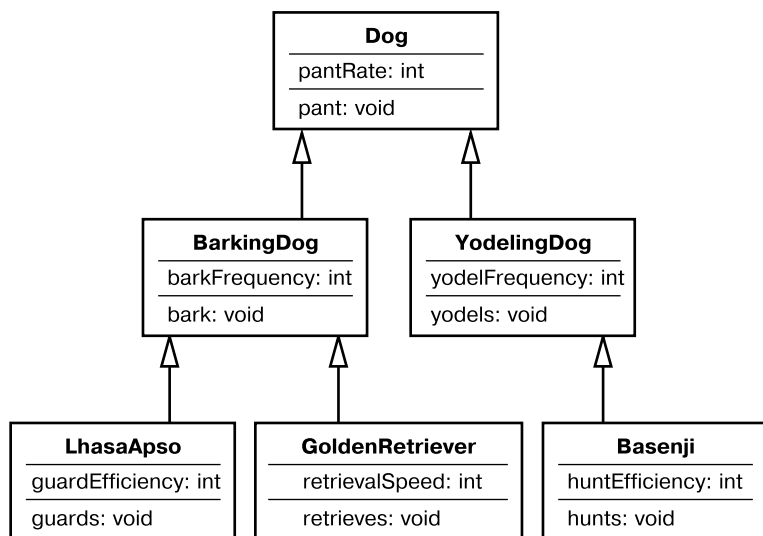 Dog
pantRate: int
pant: void
BarkingDog
barkFrequency: int
bark: void
YodelingDog
yodelFrequency: int
yodels: void
LhasaApso
guardEfficiency: int
guards: void
GoldenRetriever
retrievalSpeed: int
retrieves: void
Basenji
huntEfficiency: int
hunts: void